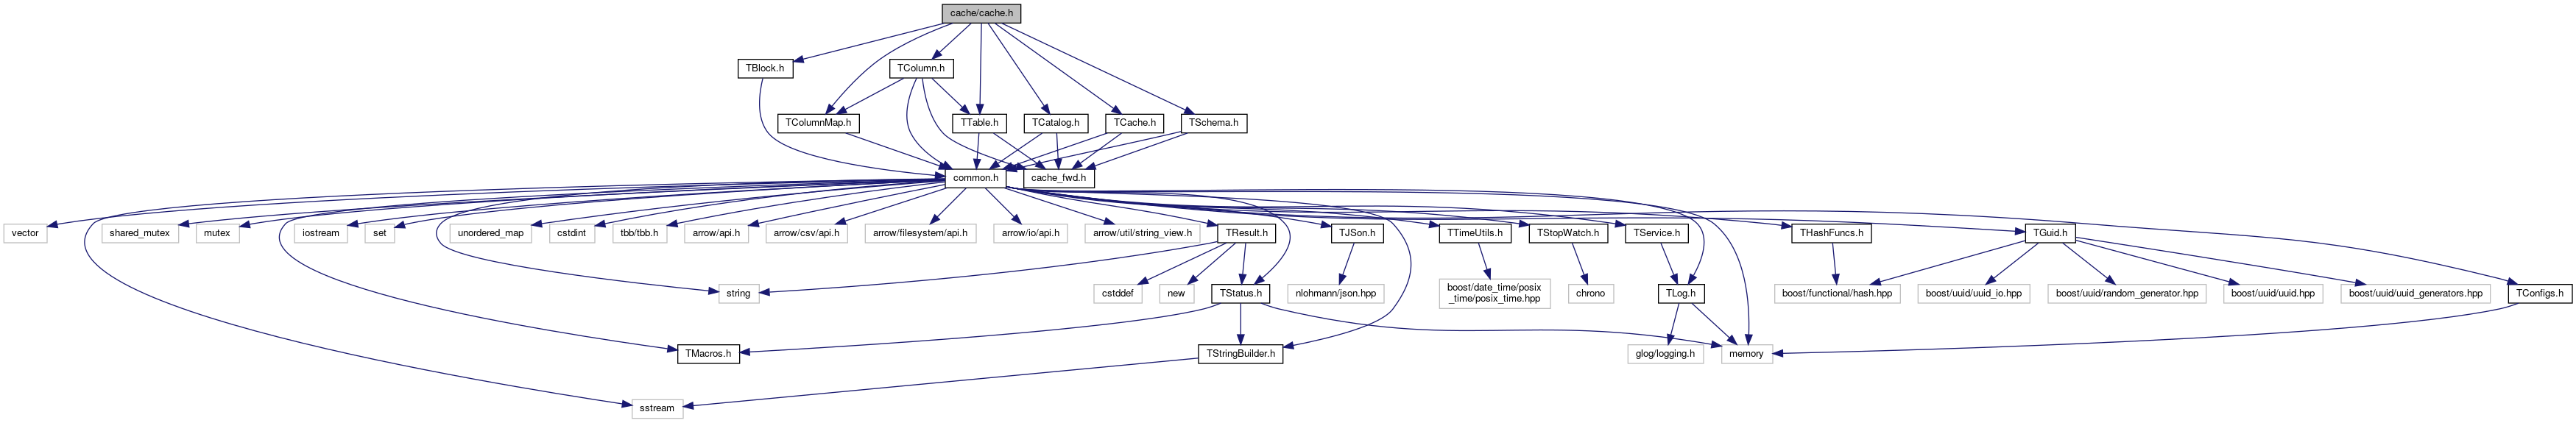 cache/cache.h
TBlock.h
TColumn.h
TColumnMap.h
TTable.h
TCatalog.h
TCache.h
TSchema.h
common.h
cache_fwd.h
vector
shared_mutex
mutex
iostream
set
unordered_map
cstdint
tbb/tbb.h
arrow/api.h
arrow/csv/api.h
arrow/filesystem/api.h
arrow/io/api.h
arrow/util/string_view.h
TResult.h
TJSon.h
TTimeUtils.h
TStopWatch.h
TService.h
THashFuncs.h
TGuid.h
string
cstddef
new
TStatus.h
nlohmann/json.hpp
boost/date_time/posix
_time/posix_time.hpp
chrono
TLog.h
boost/functional/hash.hpp
boost/uuid/uuid_io.hpp
boost/uuid/random_generator.hpp
boost/uuid/uuid.hpp
boost/uuid/uuid_generators.hpp
TConfigs.h
TMacros.h
TStringBuilder.h
glog/logging.h
memory
sstream